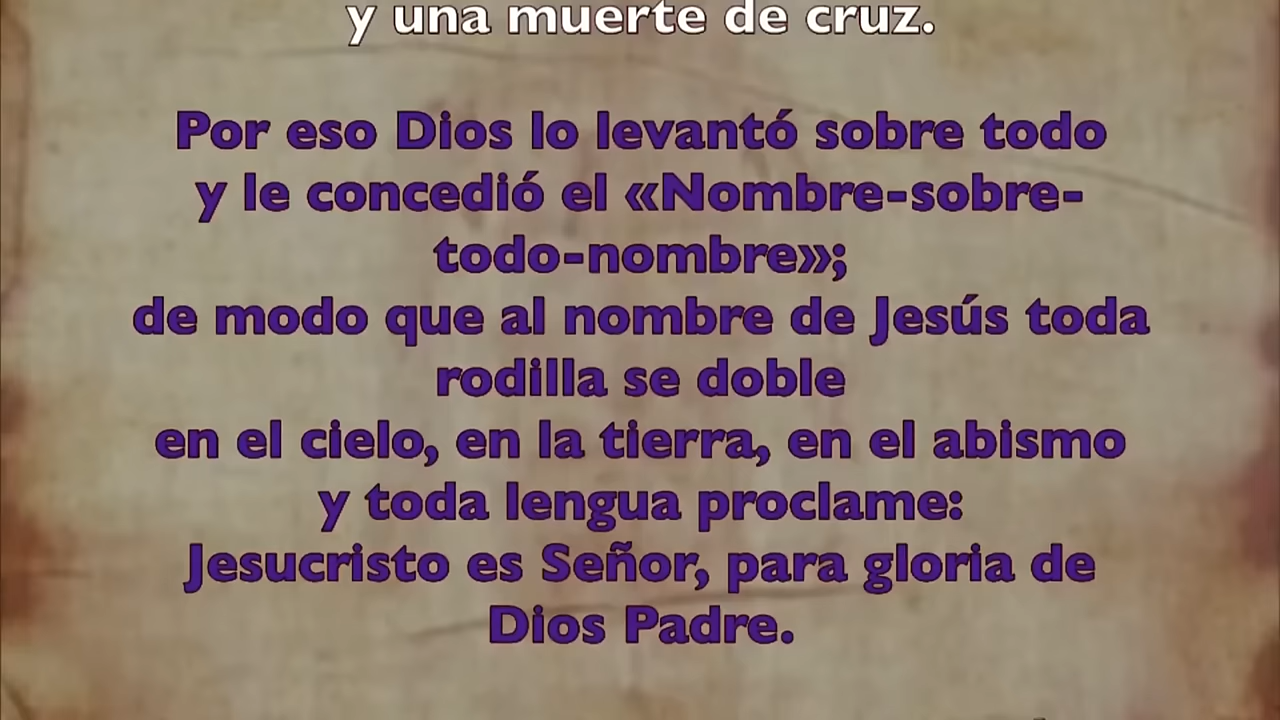 y una muerte de cruz.
Por eso Dios lo levantó sobre todo
y le concedió el «Nombre-sobre-
todo-nombre»;
de modo que al nombre de Jesús toda
rodilla se doble
en el cielo, en la tierra, en el abismo
y toda lengua proclame:
Jesucristo es Señor, para gloria de
Dios Padre.